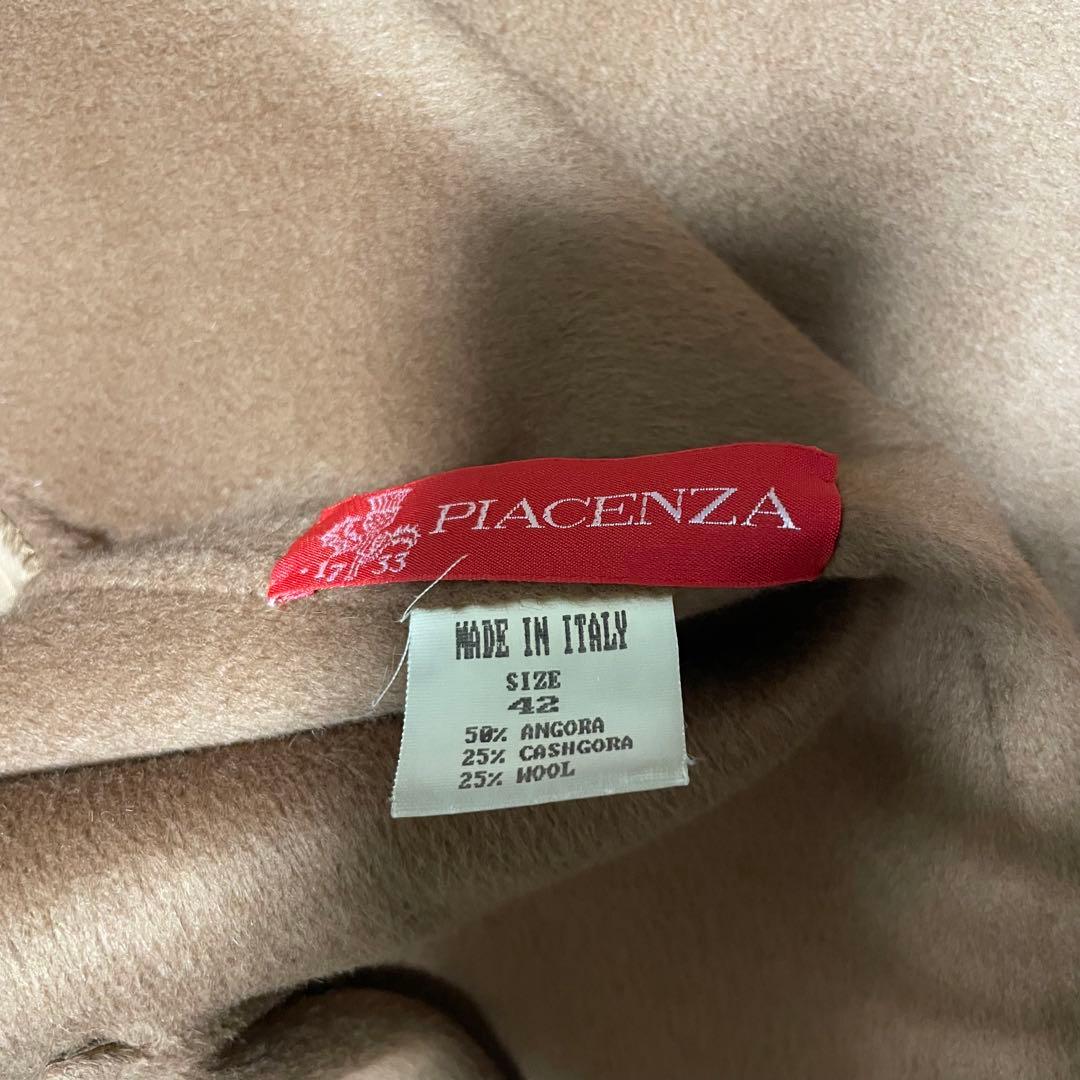 PIACENZA
· 17 33
MADE IN ITALY
SIZE
42
50% ANGORA
25% CASHGORA
25% WOOL